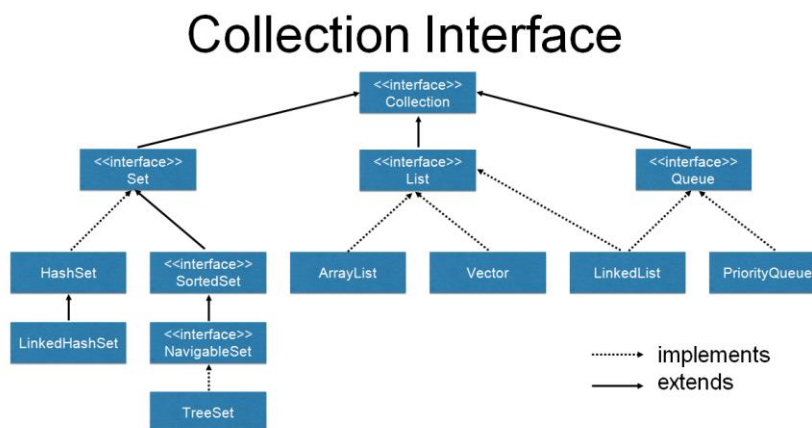 Collection Interface
<<interface>>
Collection
<<interface>>
Set
<<interface>>
List
<<interface>>
Queue
HashSet
<<interface>>
SortedSet
ArrayList
Vector
LinkedList
PriorityQueue
LinkedHashSet
<<interface>>
NavigableSet
TreeSet
implements
extends